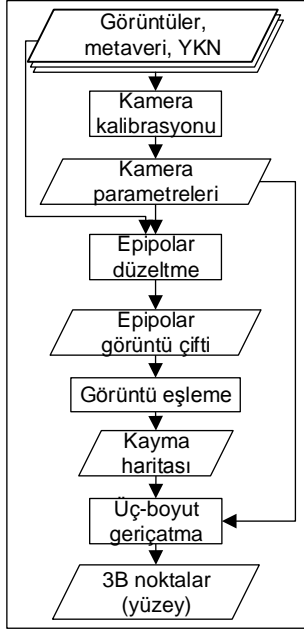 Görüntüler,
metaveri, YKN
Kamera
kalibrasyonu
Kamera
parametreleri
Epipolar
düzeltme
Epipolar
görüntü çifti
Görüntü eşleme
Kayma
haritası
Üç-boyut
geriçatma
3B noktalar
(yüzey)